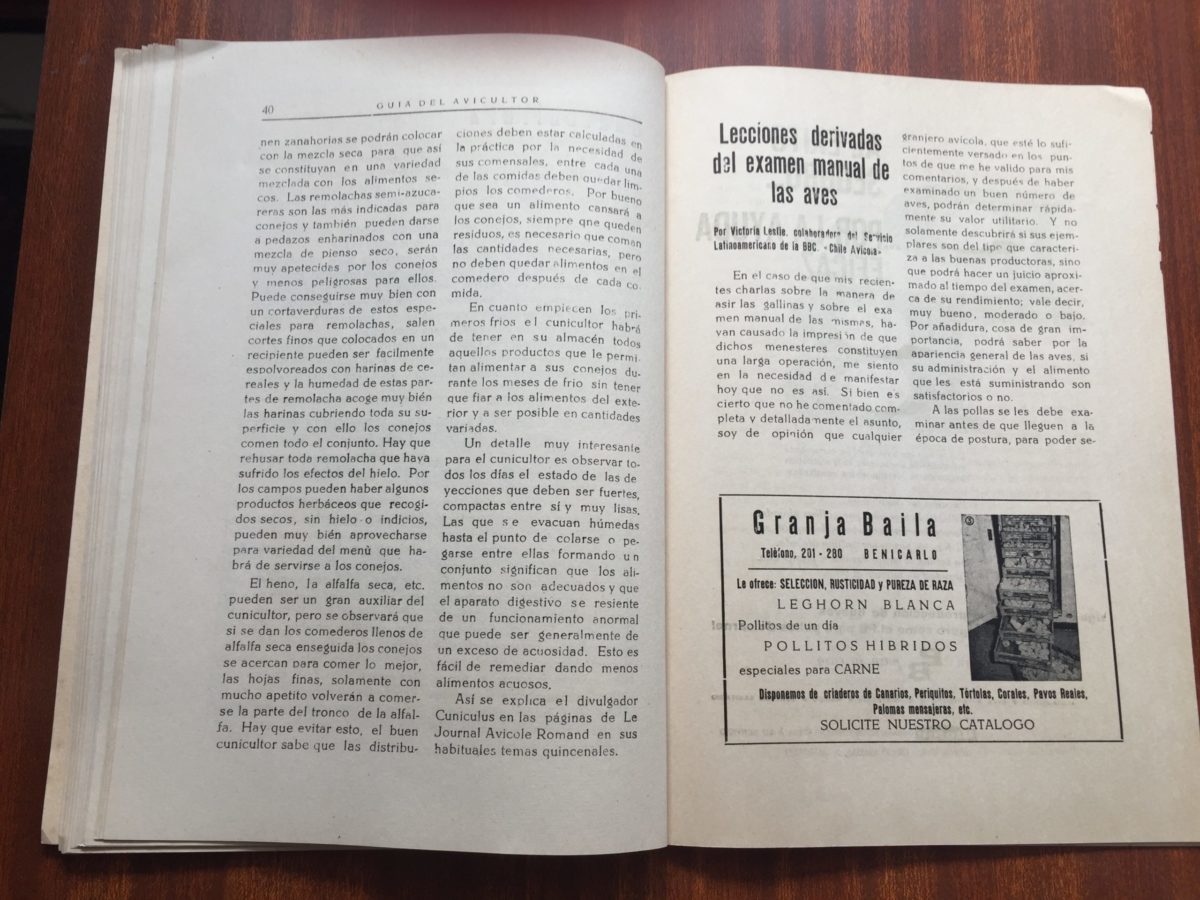 40
GUIA DEL AVICULTOR
nen zanahorias se podrán colocar
con la mezcla seca para que así
se constituyan en una variedad
mezclada con los alimentos se-
cos. Las remolachas semi-azuca-
reras son las más indicadas para
conejos y también pueden darse
a pedazos enharinados con una
mezcla de pienso seco, serán
muy apetecidas por los conejos
y menos peligrosas para ellos.
Puede conseguirse muy bien con
un cortaverduras de estos espe-
ciales para remolachas, salen
cortes finos que colocados en un
recipiente pueden ser facilmente
espolvoreados con harinas de ce-
reales y la humedad de estas par-
tes de remolacha acoge muy bién
las harinas cubriendo toda su su-
perficie y con ello los conejos
comen todo el conjunto. Hay que
rehusar toda remolacha que haya
sufrido los efectos del hielo. Por
los campos pueden haber algunos
productos herbáceos que recogi-
dos secos, sin hielo o indicios,
pueden muy bién aprovecharse
para variedad del menù que ha-
brá de servirse a los conejos.
El heno, la alfalfa seca, etc.
pueden ser un gran auxiliar del
cunicultor, pero se observará que
si se dan los comederos llenos de
alfalfa seca enseguida los conejos
se acercan para comer lo mejor,
las hojas finas, solamente con
mucho apetito volverán a comer-
se la parte del tronco de la alfal-
fa. Hay que evitar esto, el buen
cunicultor sabe que las distribu-
ciones deben estar calculadas en
la práctica por la necesidad de
sus comensales, entre cada una
de las comidas deben quedar lim-
pios los comederos. Por bueno
que sea un alimento cansará a
los conejos, siempre qne queden
residuos, es necesario que coman
las cantidades necesarias, pero
no deben quedar alimentos en el
comedero después de cada co
mida.
En cuanto empiecen los pri
meros frios el cunicultor habrá
de tener en su almacén todos
aquellos productos que le permi
tan alimentar a sus conejos du-
rante los meses de frio sin tener
que fiar a los alimentos del exte-
rior y a ser posible en cantidades
variadas.
Un detalle muy interesante
para el cunicultor es observar to-
dos los días el estado de las de
yecciones que deben ser fuertes,
compactas entre sí y muy lisas.
Las que se evacuan húmedas
hasta el punto de colarse o pe-
garse entre ellas formando un
conjunto significan que los ali-
mentos no son adecuados y que
el aparato digestivo se resiente
de un funcionamiento anormal
que puede ser generalmente de
un exceso de acuosidad. Esto es
fácil de remediar dando menos
alimentos acuosos.
Así se explica el divulgador
Cuniculus en las páginas de Le
Journal Avicole Romand en sus
habituales temas quincenales.
Lecciones derivadas
del examen manual de
las aves
Por Victoria Leslie, colaboradora del Servicio
Latinoamericano de la BBC. «Chile Avícola»
En el caso de que mis recien-
tes charlas sobre la manera de
asir las gallinas y sobre el exa
men manual de las mismas, ha-
yan causado la impresión de que
dichos menesteres constituyen
una larga operación, me siento
en la necesidad de manifestar
hoy que no es así. Si bien es
cierto que no he comentado com-
pleta y detalladamente el asunto,
soy de opinión que cualquier
granjero avícola, que esté lo sufi-
cientemente versado en los pun-
tos de que me he valido para mis
comentarios, y después de haber
examinado un buen número de
aves, podrán determinar rápida-
mente su valor utilitario. Y no
solamente descubrirá si sus ejem-
plares son del tipe que caracteri-
za a las buenas productoras, sino
que podrá hacer un juicio aproxi-
mado al tiempo del examen, acer-
ca de su rendimiento; vale decir,
muy bueno, moderado o bajo.
Por añadidura, cosa de gran im-
portancia, podrá saber por la
apariencia general de las aves, si
su administración y el alimento
que les está suministrando son
satisfactorios o no.
A las pollas se les debe exa-
minar antes de que lleguen a la
época de postura, para poder se-
Granja Baila
Teléfono, 201 - 280 BENICARLO
Le ofrece: SELECCION, RUSTICIDAD y PUREZA DE RAZA
LEGHORN BLANCA
Pollitos de un día
POLLITOS HIBRIDOS
especiales para CARNE
3
Disponemos de criaderos de Canarios, Periquitos, Tórtolas, Corales, Pavos Reales,
Palomas mensajeras, etc.
SOLICITE NUESTRO CATALOGO